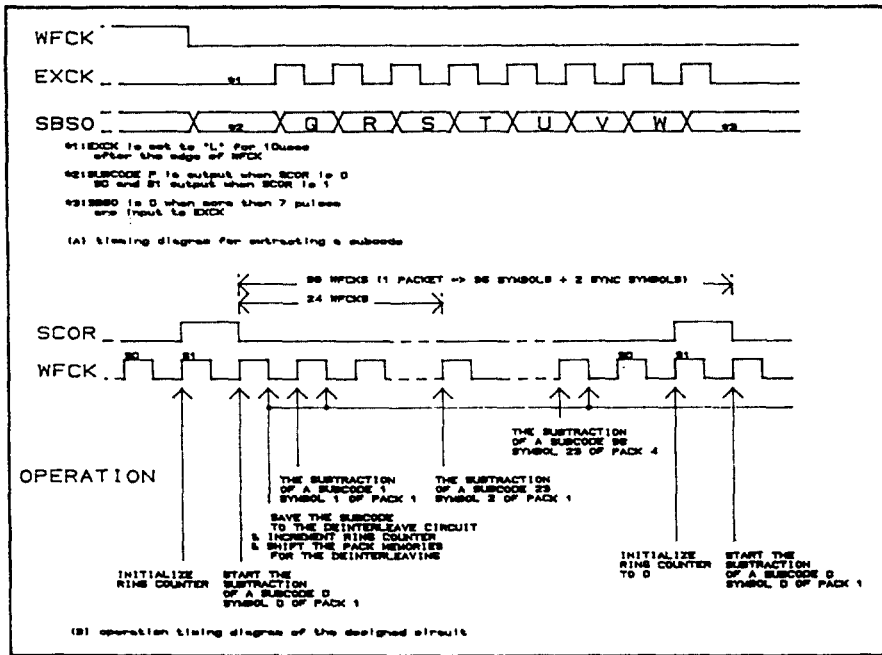 WFCK
EXCK
*1
SBSO
*2 Q R S T U V W *3
*1:EXCK is set to "L" for 10usec
after the edge of WFCK
*2:SUBCODE P is output when SCOR is 0
S0 and S1 output when SCOR is 1
*3:SBSO is 0 when more than 7 pulses
are input to EXCK
(A) timing diagram for extracting a subcode
98 WFCKS (1 PACKET -> 96 SYMBOLS + 2 SYNC SYMBOLS)
24 WFCKS
SCOR
S0 S1 S0 S1
WFCK
THE SUBTRACTION
OF A SUBCODE 98
SYMBOL 23 OF PACK 4
OPERATION
THE SUBTRACTION
OF A SUBCODE 1
SYMBOL 1 OF PACK 1
THE SUBTRACTION
OF A SUBCODE 23
SYMBOL 2 OF PACK 1
SAVE THE SUBCODE
TO THE DEINTERLEAVE CIRCUIT
& INCREMENT RING COUNTER
& SHIFT THE PACK MEMORIES
FOR THE DEINTERLEAVING
INITIALIZE
RING COUNTER
START THE
SUBTRACTION
OF A SUBCODE 0
SYMBOL 0 OF PACK 1
INITIALIZE
RING COUNTER
TO 0
START THE
SUBTRACTION
OF A SUBCODE 0
SYMBOL 0 OF PACK 1
(B) operation timing diagram of the designed circuit